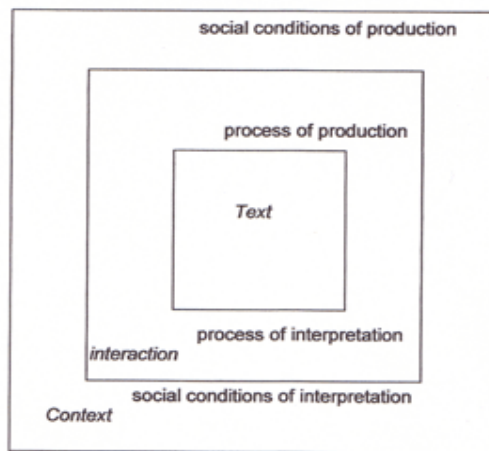 social conditions of production
process of production
Text
process of interpretation
interaction
social conditions of interpretation
Context